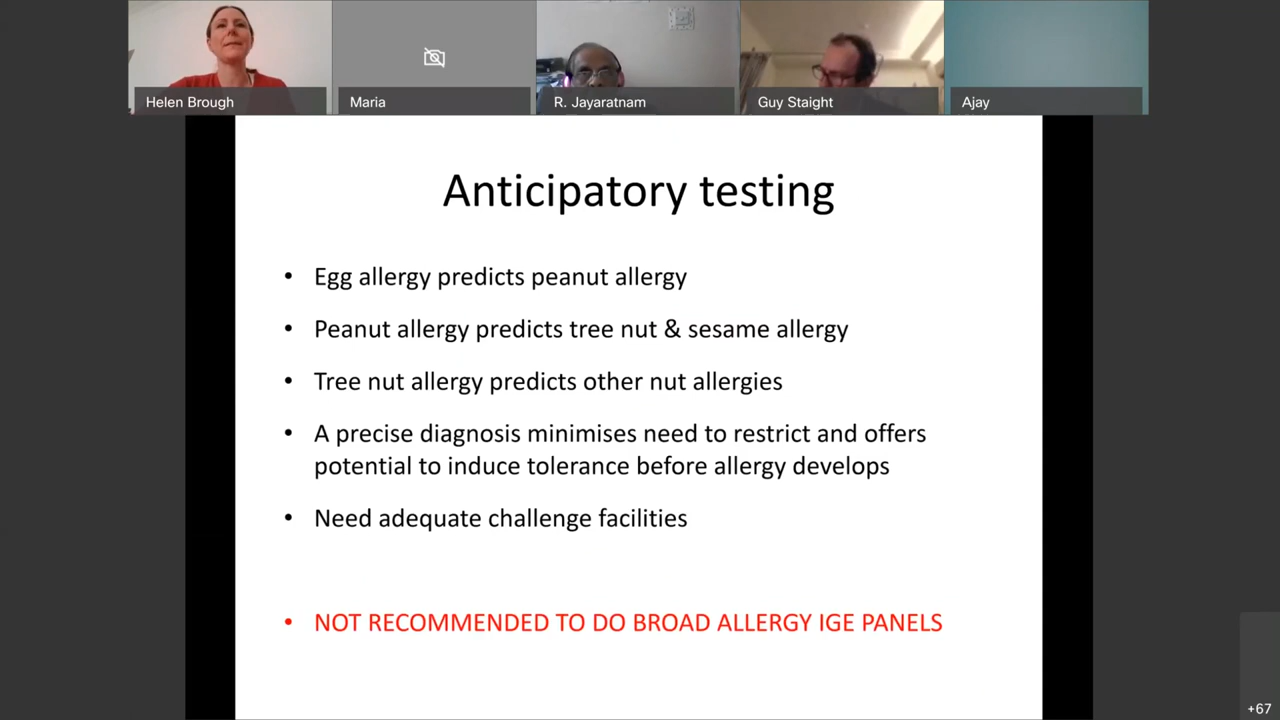 Helen Brough
Maria
R. Jayaratnam
Guy Staight
Ajay
Anticipatory testing
• Egg allergy predicts peanut allergy
• Peanut allergy predicts tree nut & sesame allergy
• Tree nut allergy predicts other nut allergies
• A precise diagnosis minimises need to restrict and offers
potential to induce tolerance before allergy develops
• Need adequate challenge facilities
• NOT RECOMMENDED TO DO BROAD ALLERGY IGE PANELS
+67